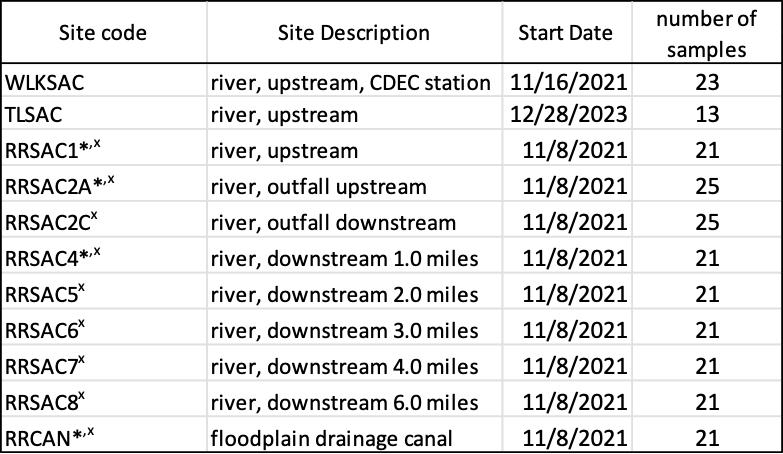 Site code Site Description Start Date number of samples
WLKSAC river, upstream, CDEC station 11/16/2021 23
TLSAC river, upstream 12/28/2023 13
RRSAC1*,x river, upstream 11/8/2021 21
RRSAC2A*,x river, outfall upstream 11/8/2021 25
RRSAC2Cx river, outfall downstream 11/8/2021 25
RRSAC4*,x river, downstream 1.0 miles 11/8/2021 21
RRSAC5x river, downstream 2.0 miles 11/8/2021 21
RRSAC6x river, downstream 3.0 miles 11/8/2021 21
RRSAC7x river, downstream 4.0 miles 11/8/2021 21
RRSAC8x river, downstream 6.0 miles 11/8/2021 21
RRCAN*,x floodplain drainage canal 11/8/2021 21